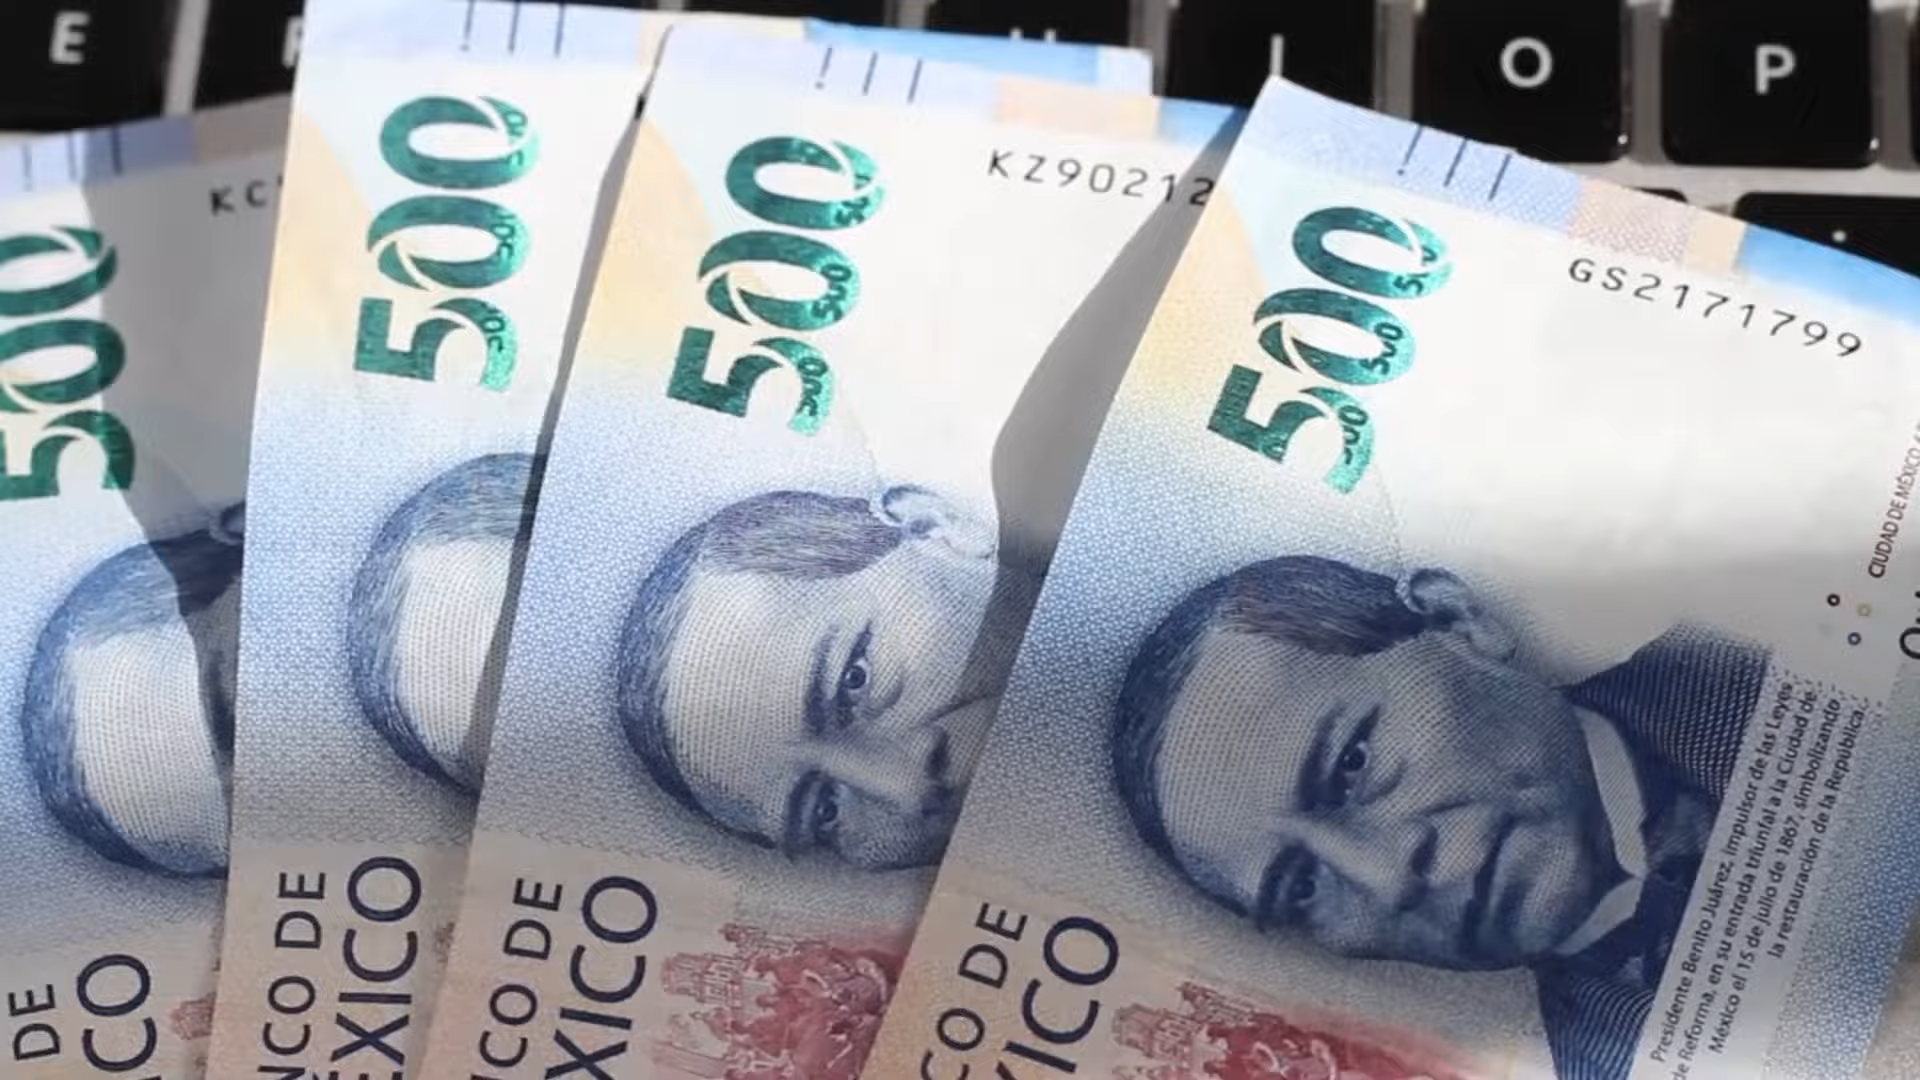 E
O
P
500
KC
500
500
KZ90212
500
GS2171799
CIUDAD DE MÉXICO
DE
CO
NCO DE
ÉXICO
NCO DE
XICO
CO DE
XICO
Presidente Benito Juárez, impulsor de las Leyes
de Reforma, en su entrada triunfal a la Ciudad de
México el 15 de julio de 1867, simbolizando
la restauración de la República.